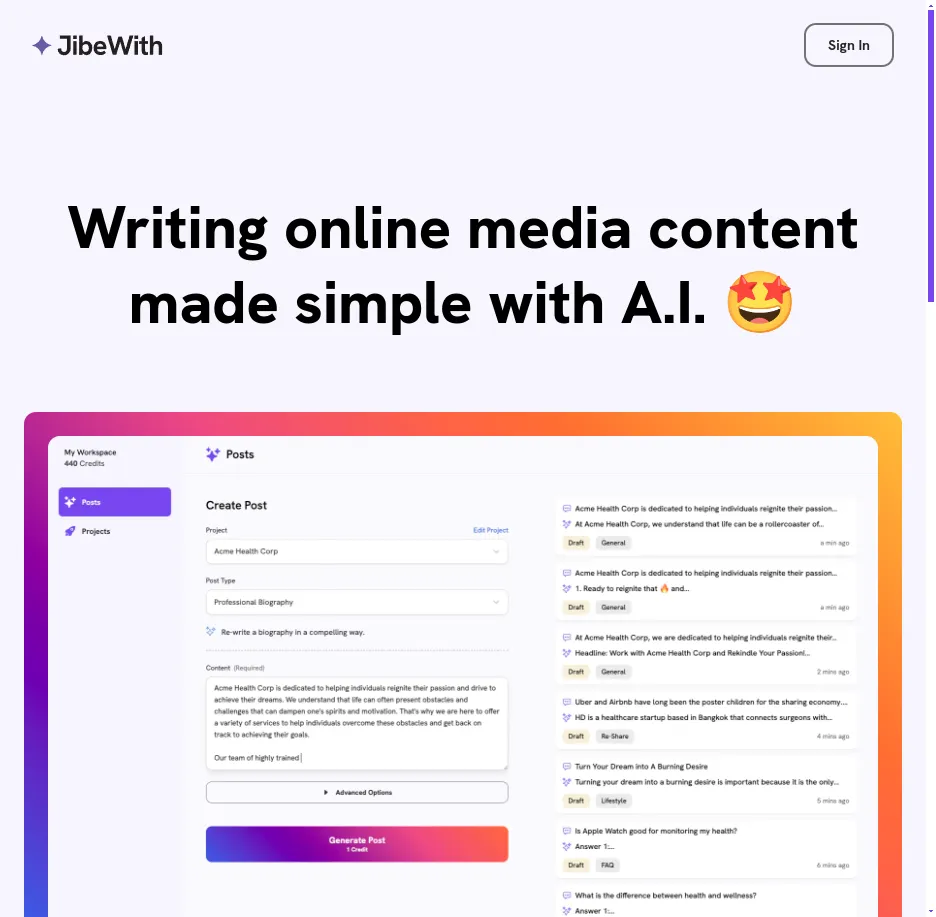 JibeWith
Sign In
Writing online media content
made simple with A.I. 🤩
My Workspace
440 Credits
Posts
Projects
Posts
Create Post
Project
Edit Project
Acme Health Corp
Post Type
Professional Biography
Re-write a biography in a compelling way.
Content (Required)
Acme Health Corp is dedicated to helping individuals reignite their passion and drive to
achieve their dreams. We understand that life can often present obstacles and
challenges that can dampen one's spirits and motivation. That's why we are here to offer
a variety of services to help individuals overcome these obstacles and get back on
track to achieving their goals.
Our team of highly trained
Advanced Options
Generate Post
1 Credit
Acme Health Corp is dedicated to helping individuals reignite their passion...
At Acme Health Corp, we understand that life can be a rollercoaster of...
Draft General a min ago
Acme Health Corp is dedicated to helping individuals reignite their passion...
1. Ready to reignite that 🔥 and...
Draft General a min ago
At Acme Health Corp, we are dedicated to helping individuals reignite their...
Headline: Work with Acme Health Corp and Rekindle Your Passion!...
Draft General 2 mins ago
Uber and Airbnb have long been the poster children for the sharing economy....
HD is a healthcare startup based in Bangkok that connects surgeons with...
Draft Re-Share 4 mins ago
Turn Your Dream into A Burning Desire
Turning your dream into a burning desire is important because it is the only...
Draft Lifestyle 5 mins ago
Is Apple Watch good for monitoring my health?
Answer 1:...
Draft FAQ 6 mins ago
What is the difference between health and wellness?
Answer 1:...